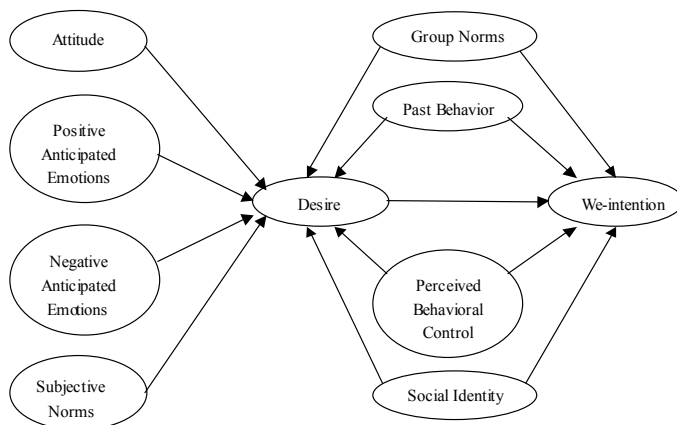 Attitude
Positive
Anticipated
Emotions
Negative
Anticipated
Emotions
Subjective
Norms
Group Norms
Past Behavior
Desire
We-intention
Perceived
Behavioral
Control
Social Identity